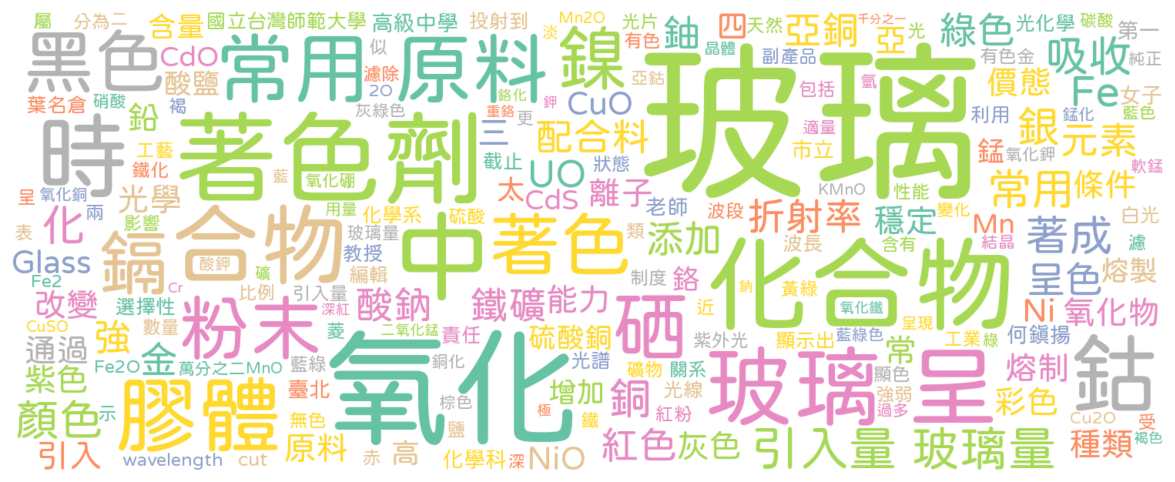 屬 分為二 國立台灣師範大學 高級中學 投射到 淡 Mn2O 光片 四 天然 千分之一 光 光化學 碳酸
黑色 含量 常用 原料 CdO 似 鎳 有色 鈾 晶體 亞銅 亞 綠色 吸收 第一
酸鹽 濾除 2O 亞鈷 副產品 有色金 純正
葉名倉 硝酸 褐 灰綠色 鉻化 重鉻 CuO 鉀 包括 氫 價態 Fe 女子
時 鉛 著色劑 三 更 配合料 玻璃 適量 利用 錳化 藍色
工藝 鐵化 截止 UO 狀態 市立 錳 氧化鉀 銀 元素 軟錳
呈 氧化銅 兩 光學 藍 氧化硼 中 太 CdS 離子 KMnO 性能 常用 條件
化 表 影響 用量 化學系 硫酸 著色 老師 波段 折射率 穩定 變化 Mn 白光
鎘 合物 類 添加 波長 含有 結晶 著成 濾
Glass 酸鉀 礦 玻璃量 教授 編輯 制度 鉻 近 黃綠 化合物 呈色 熔製
Fe2 改變 選擇性 比例 Cr 引入量 酸鈉 鐵礦 能力 硒 鈉 氧化鐵 Ni 氧化物
CuSO 數量 粉末 深紅 菱 二氧化錳 責任 硫酸銅 紫外光 顯示出 藍綠色 呈現 工業 綠 何鎮揚
通過 強 Fe2O 金 萬分之二 MnO 藍綠 氧化 銅化 光譜 礦物 關系 玻璃 常 呈 鈷
紫色 膠體 臺北 棕色 增加 銅 光線 顯色 強弱 熔制
顏色 示 無色 極 鹽 鐵 紅粉 過多 彩色 Cu2O 受
引入 wavelength cut 原料 赤 高 化學科 深 NiO 紅色 灰色 引入量 玻璃量 種類 褐色